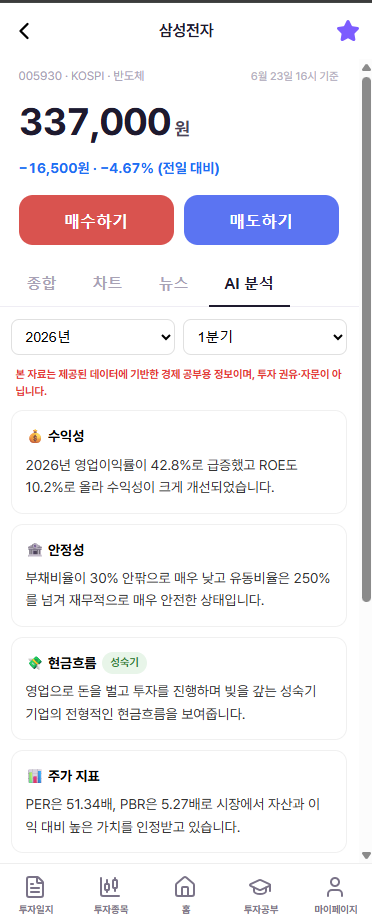 삼성전자
005930 · KOSPI · 반도체
6월 23일 16시 기준
337,000원
−16,500원 · −4.67% (전일 대비)
매수하기
매도하기
종합
차트
뉴스
AI 분석
2026년
1분기
본 자료는 제공된 데이터에 기반한 경제 공부용 정보이며, 투자 권유·자문이 아
닙니다.
수익성
2026년 영업이익률이 42.8%로 급증했고 ROE도
10.2%로 올라 수익성이 크게 개선되었습니다.
안정성
부채비율이 30% 안팎으로 매우 낮고 유동비율은 250%
를 넘겨 재무적으로 매우 안전한 상태입니다.
현금흐름 성숙기
영업으로 돈을 벌고 투자를 진행하며 빚을 갚는 성숙기
기업의 전형적인 현금흐름을 보여줍니다.
주가 지표
PER은 51.34배, PBR은 5.27배로 시장에서 자산과 이
익 대비 높은 가치를 인정받고 있습니다.
투자일지
투자종목
홈
투자공부
마이페이지